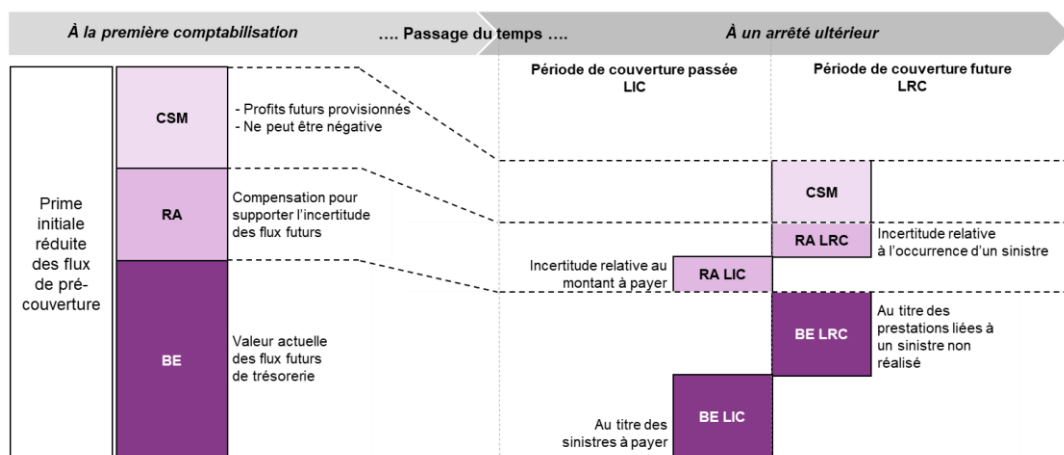 À la première comptabilisation
.... Passage du temps ....
À un arrêté ultérieur
Période de couverture passée
LIC
Période de couverture future
LRC
Prime
initiale
réduite
des flux
de pré-
couverture
CSM
- Profits futurs provisionnés
- Ne peut être négative
RA
Compensation pour
supporter l'incertitude
des flux futurs
BE
Valeur actuelle
des flux futurs
de trésorerie
CSM
RA LRC
Incertitude relative
à l'occurrence d'un sinistre
Incertitude relative au
montant à payer
RA LIC
BE LRC
Au titre des
prestations liées à
un sinistre non
réalisé
Au titre des
sinistres à payer
BE LIC